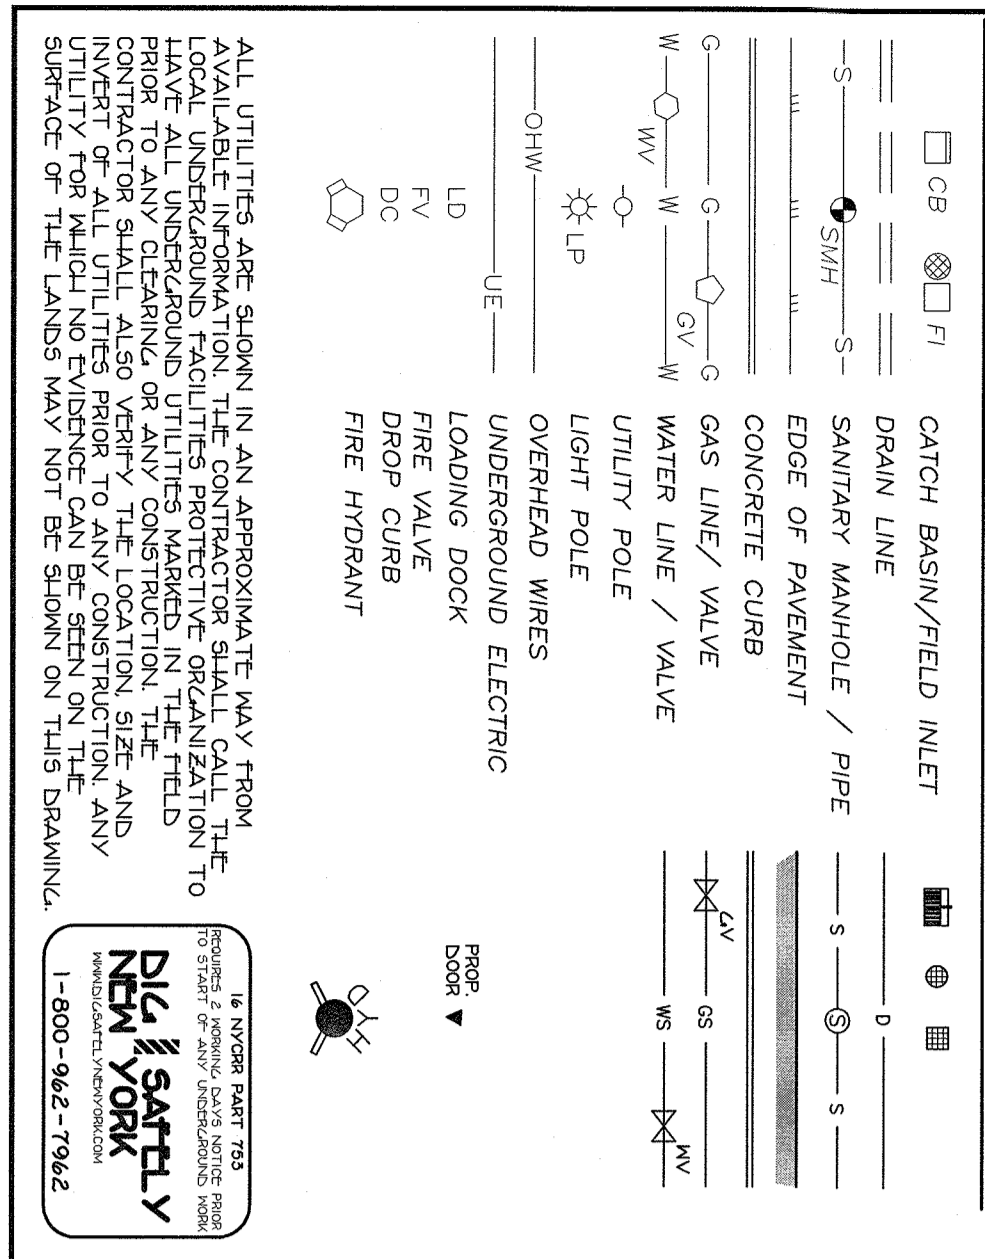 CB FI CATCH BASIN/FIELD INLET
DRAIN LINE D
S SMH S SANITARY MANHOLE / PIPE S S S
EDGE OF PAVEMENT
CONCRETE CURB
G G GV G GAS LINE/ VALVE GV GS
W WV W W WATER LINE / VALVE WS WV
UTILITY POLE
LP LIGHT POLE
OHW OVERHEAD WIRES
UE UNDERGROUND ELECTRIC
LD LOADING DOCK
FV FIRE VALVE
DC DROP CURB
FIRE HYDRANT
PROP.
DOOR
HYD
ALL UTILITIES ARE SHOWN IN AN APPROXIMATE WAY FROM
AVAILABLE INFORMATION. THE CONTRACTOR SHALL CALL THE
LOCAL UNDERGROUND FACILITIES PROTECTIVE ORGANIZATION TO
HAVE ALL UNDERGROUND UTILITIES MARKED IN THE FIELD
PRIOR TO ANY CLEARING OR ANY CONSTRUCTION. THE
CONTRACTOR SHALL ALSO VERIFY THE LOCATION, SIZE AND
INVERT OF ALL UTILITIES PRIOR TO ANY CONSTRUCTION. ANY
UTILITY FOR WHICH NO EVIDENCE CAN BE SEEN ON THE
SURFACE OF THE LANDS MAY NOT BE SHOWN ON THIS DRAWING.
16 NYCRR PART 753
REQUIRES 2 WORKING DAYS NOTICE PRIOR
TO START OF ANY UNDERGROUND WORK
DIG SAFELY
NEW YORK
WWW.DIGSAFELYNEWYORK.COM
1-800-962-7962